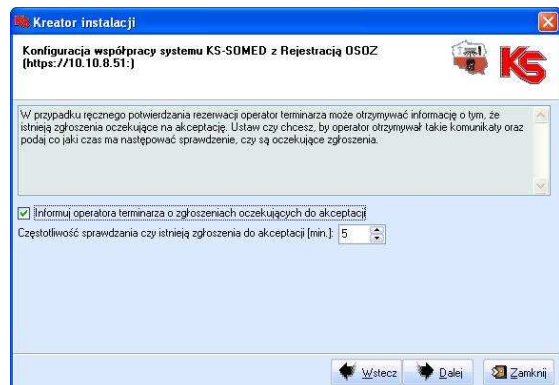 Kreator instalacji
Konfiguracja współpracy systemu KS-SOMED z Rejestracją OSOZ
(https://10.10.8.51:)
KS
W przypadku ręcznego potwierdzania rezerwacji operator terminarza może otrzymywać informację o tym, że
istnieją zgłoszenia oczekujące na akceptację. Ustaw czy chcesz, by operator otrzymywał takie komunikaty oraz
podaj co jaki czas ma następować sprawdzenie, czy są oczekujące zgłoszenia.
Informuj operatora terminarza o zgłoszeniach oczekujących do akceptacji
Częstotliwość sprawdzania czy istnieją zgłoszenia do akceptacji [min.]: 5
Wstecz Dalej Zamknij